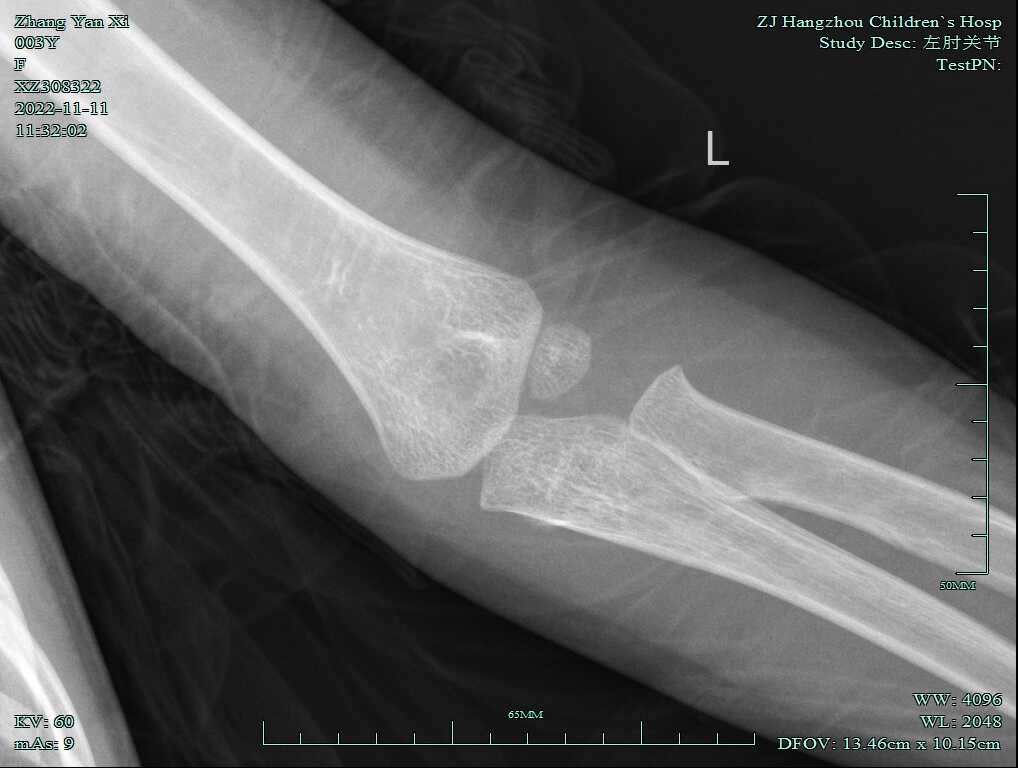 Zhang Yan Xi
003Y
F
XZ308322
2022-11-11
11:32:02
ZJ Hangzhou Children`s Hosp
Study Desc: 左肘关节
TestPN:
L
50MM
65MM
KV: 60
mAs: 9
WW: 4096
WL: 2048
DFOV: 13.46cm x 10.15cm